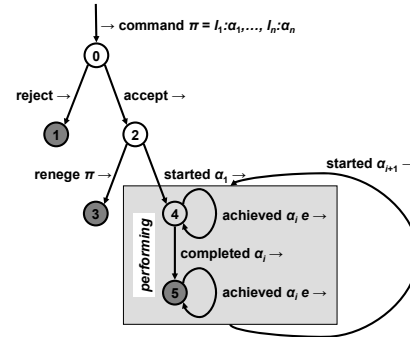 → command π = l₁:α₁,..., lₙ:αₙ
0
reject →
accept →
1
2
started αᵢ₊₁ →
renege π →
started α₁ →
3
4
achieved αᵢ e →
performing
completed αᵢ →
5
achieved αᵢ e →